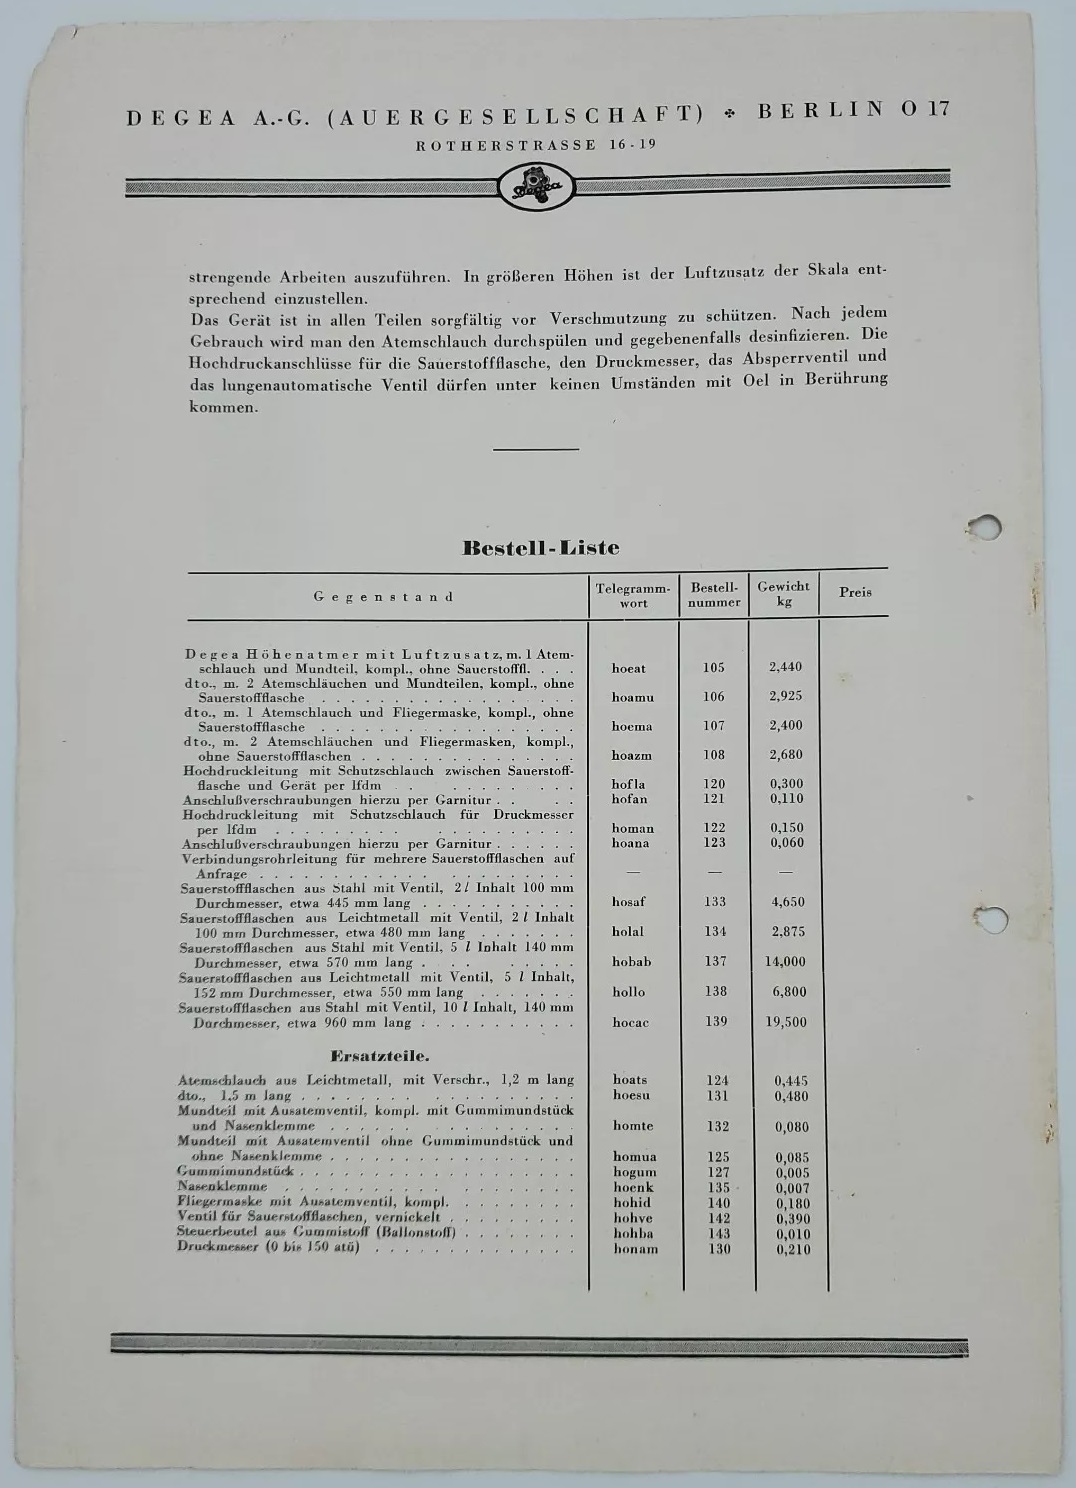 DEGEA A.-G. (AUERGESELLSCHAFT) ✤ BERLIN O 17
ROTHERSTRASSE 16-19
Degea
strengende Arbeiten auszuführen. In größeren Höhen ist der Luftzusatz der Skala ent-
sprechend einzustellen.
Das Gerät ist in allen Teilen sorgfältig vor Verschmutzung zu schützen. Nach jedem
Gebrauch wird man den Atemschlauch durchspülen und gegebenenfalls desinfizieren. Die
Hochdruckanschlüsse für die Sauerstoffflasche, den Druckmesser, das Absperrventil und
das lungenautomatische Ventil dürfen unter keinen Umständen mit Oel in Berührung
kommen.
Bestell-Liste
Gegenstand Telegramm-wort Bestell-nummer Gewicht kg Preis
Degea Höhenatmer mit Luftzusatz, m. 1 Atem-
schlauch und Mundteil, kompl., ohne Sauerstofffl. . . . hoeat 105 2,440
dto., m. 2 Atemschläuchen und Mundteilen, kompl., ohne
Sauerstoffflasche . . . hoamu 106 2,925
dto., m. 1 Atemschlauch und Fliegermaske, kompl., ohne
Sauerstoffflasche . . . hoema 107 2,400
dto., m. 2 Atemschläuchen und Fliegermasken, kompl.,
ohne Sauerstoffflaschen . . . hoazm 108 2,680
Hochdruckleitung mit Schutzschlauch zwischen Sauerstoff-
flasche und Gerät per lfdm . . . hofla 120 0,300
Anschlußverschraubungen hierzu per Garnitur . . . hofan 121 0,110
Hochdruckleitung mit Schutzschlauch für Druckmesser
per lfdm . . . homan 122 0,150
Anschlußverschraubungen hierzu per Garnitur . . . hoana 123 0,060
Verbindungsrohrleitung für mehrere Sauerstoffflaschen auf
Anfrage . . . — — —
Sauerstoffflaschen aus Stahl mit Ventil, 2 l Inhalt 100 mm
Durchmesser, etwa 445 mm lang . . . hosaf 133 4,650
Sauerstoffflaschen aus Leichtmetall mit Ventil, 2 l Inhalt
100 mm Durchmesser, etwa 480 mm lang . . . holal 134 2,875
Sauerstoffflaschen aus Stahl mit Ventil, 5 l Inhalt 140 mm
Durchmesser, etwa 570 mm lang . . . hobab 137 14,000
Sauerstoffflaschen aus Leichtmetall mit Ventil, 5 l Inhalt,
152 mm Durchmesser, etwa 550 mm lang . . . hollo 138 6,800
Sauerstoffflaschen aus Stahl mit Ventil, 10 l Inhalt, 140 mm
Durchmesser, etwa 960 mm lang . . . hocac 139 19,500
Ersatzteile.
Atemschlauch aus Leichtmetall, mit Verschr., 1,2 m lang hoats 124 0,445
dto., 1,5 m lang . . . hoesu 131 0,480
Mundteil mit Ausatemventil, kompl. mit Gummimundstück
und Nasenklemme . . . homte 132 0,080
Mundteil mit Ausatemventil ohne Gummimundstück und
ohne Nasenklemme . . . homua 125 0,085
Gummimundstück . . . hogum 127 0,005
Nasenklemme . . . hoenk 135 0,007
Fliegermaske mit Ausatemventil, kompl. . . . hohid 140 0,180
Ventil für Sauerstoffflaschen, vernickelt . . . hohve 142 0,390
Steuerbeutel aus Gummistoff (Ballonstoff) . . . hohba 143 0,010
Druckmesser (0 bis 150 atü) . . . honam 130 0,210